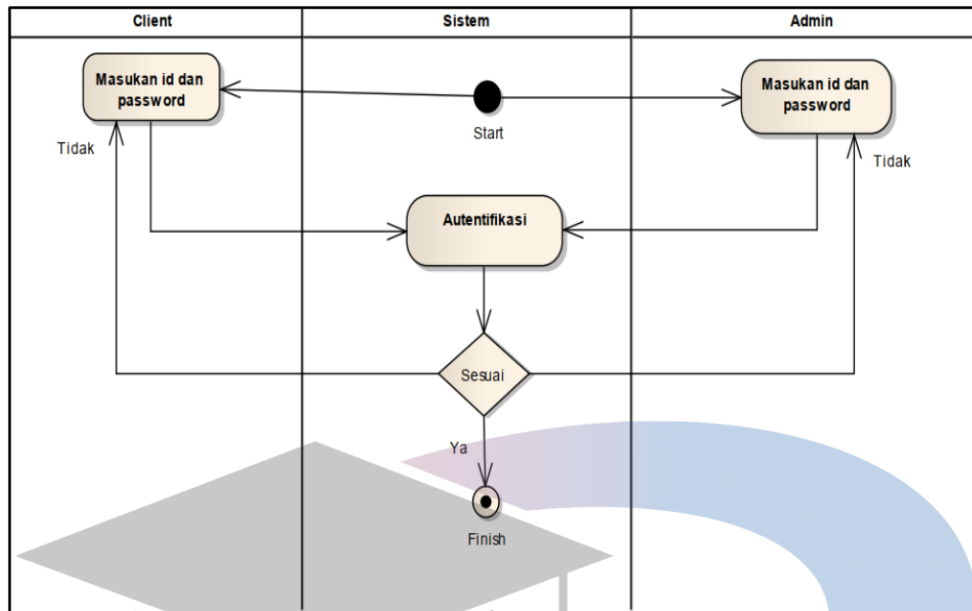 Client
Sistem
Admin
Masukan id dan
password
Start
Masukan id dan
password
Tidak
Tidak
Autentifikasi
Sesuai
Ya
Finish